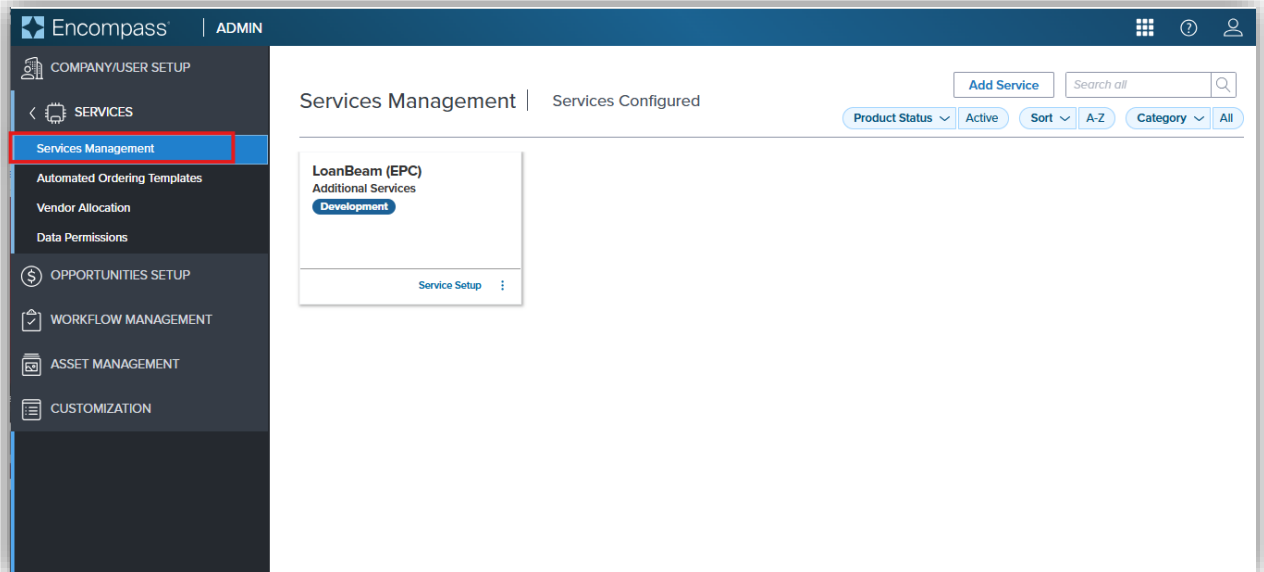 Encompass® | ADMIN
COMPANY/USER SETUP
SERVICES
Services Management
Automated Ordering Templates
Vendor Allocation
Data Permissions
OPPORTUNITIES SETUP
WORKFLOW MANAGEMENT
ASSET MANAGEMENT
CUSTOMIZATION
Services Management | Services Configured
Add Service Search all
Product Status Active Sort A-Z Category All
LoanBeam (EPC)
Additional Services
Development
Service Setup